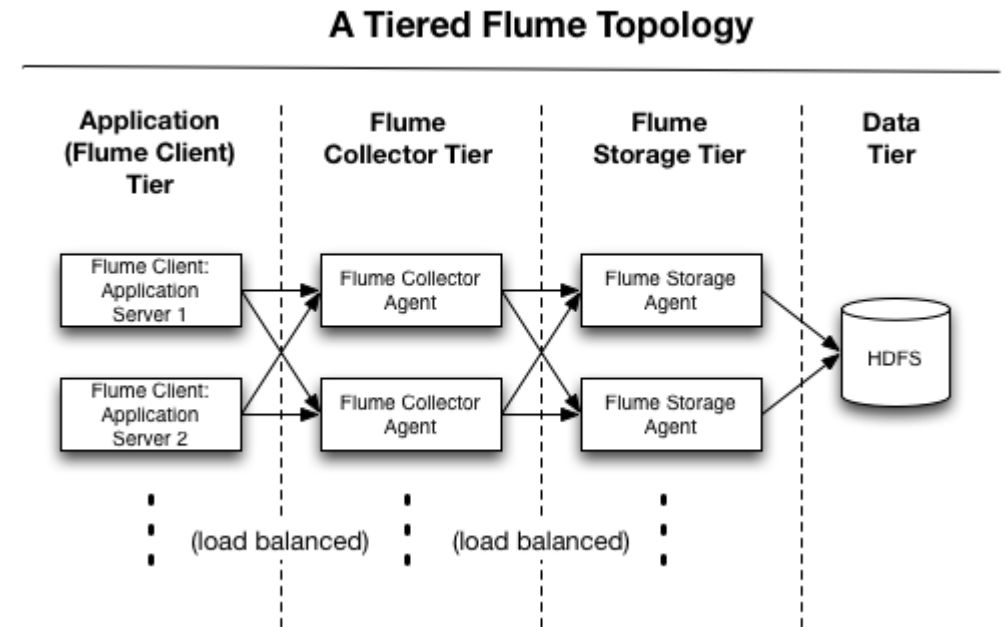 A Tiered Flume Topology
Application
(Flume Client)
Tier
Flume
Collector Tier
Flume
Storage Tier
Data
Tier
Flume Client:
Application
Server 1
Flume Collector
Agent
Flume Storage
Agent
HDFS
Flume Client:
Application
Server 2
Flume Collector
Agent
Flume Storage
Agent
(load balanced)
(load balanced)